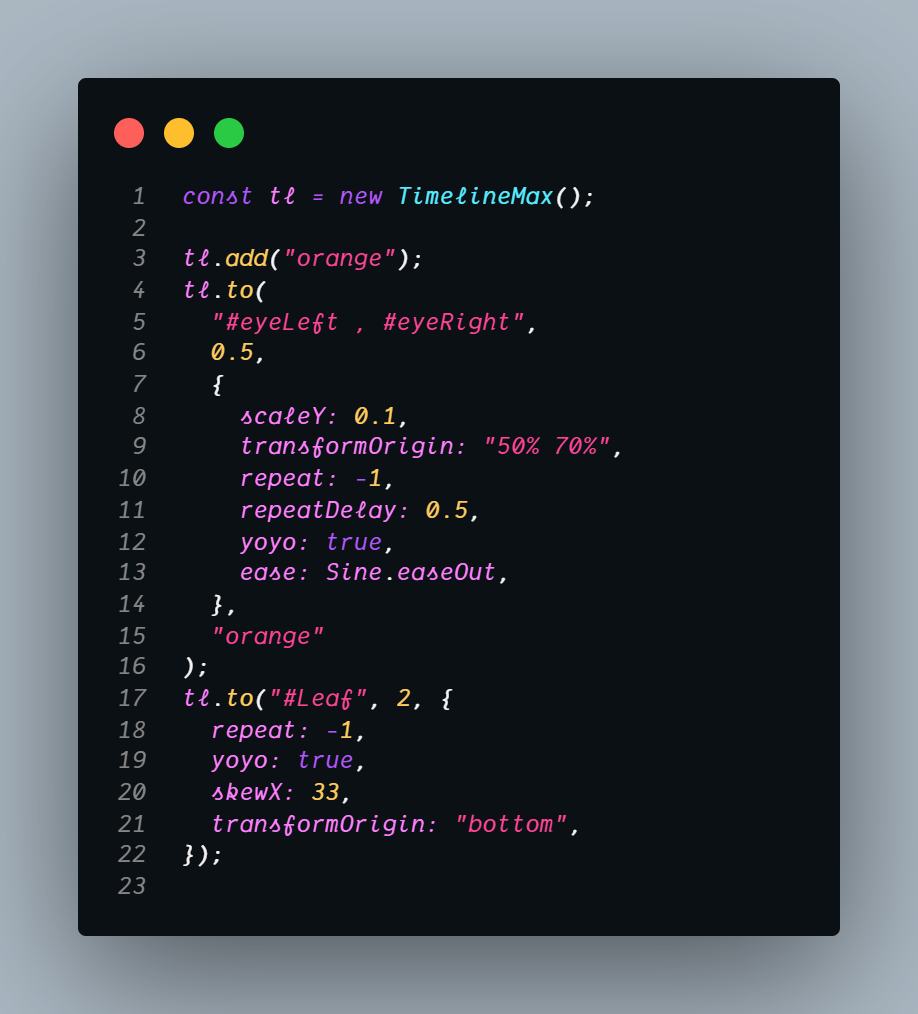 1 const tl = new TimelineMax();
2
3 tl.add("orange");
4 tl.to(
5   "#eyeLeft , #eyeRight",
6   0.5,
7   {
8     scaleY: 0.1,
9     transformOrigin: "50% 70%",
10     repeat: -1,
11     repeatDelay: 0.5,
12     yoyo: true,
13     ease: Sine.easeOut,
14   },
15   "orange"
16 );
17 tl.to("#Leaf", 2, {
18   repeat: -1,
19   yoyo: true,
20   skewX: 33,
21   transformOrigin: "bottom",
22 });
23